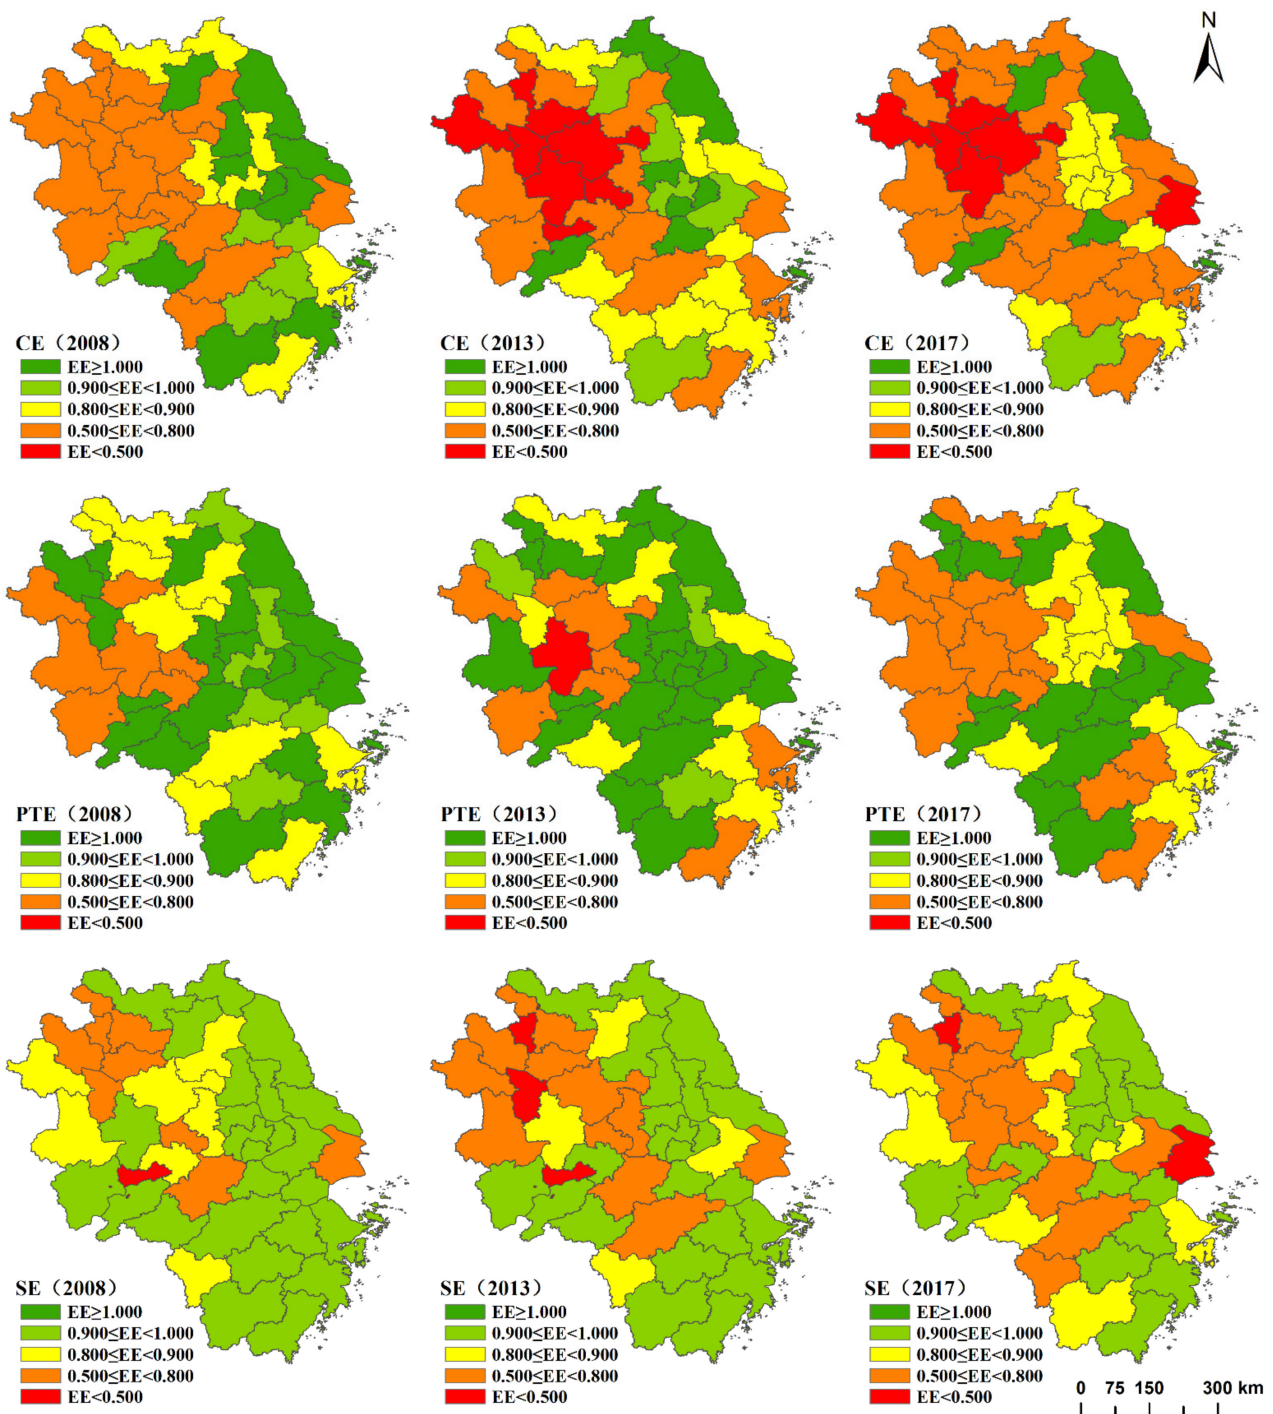 N
CE（2008）
EE≥1.000
0.900≤EE<1.000
0.800≤EE<0.900
0.500≤EE<0.800
EE<0.500
CE（2013）
EE≥1.000
0.900≤EE<1.000
0.800≤EE<0.900
0.500≤EE<0.800
EE<0.500
CE（2017）
EE≥1.000
0.900≤EE<1.000
0.800≤EE<0.900
0.500≤EE<0.800
EE<0.500
PTE（2008）
EE≥1.000
0.900≤EE<1.000
0.800≤EE<0.900
0.500≤EE<0.800
EE<0.500
PTE（2013）
EE≥1.000
0.900≤EE<1.000
0.800≤EE<0.900
0.500≤EE<0.800
EE<0.500
PTE（2017）
EE≥1.000
0.900≤EE<1.000
0.800≤EE<0.900
0.500≤EE<0.800
EE<0.500
SE（2008）
EE≥1.000
0.900≤EE<1.000
0.800≤EE<0.900
0.500≤EE<0.800
EE<0.500
SE（2013）
EE≥1.000
0.900≤EE<1.000
0.800≤EE<0.900
0.500≤EE<0.800
EE<0.500
SE（2017）
EE≥1.000
0.900≤EE<1.000
0.800≤EE<0.900
0.500≤EE<0.800
EE<0.500
0 75 150 300 km